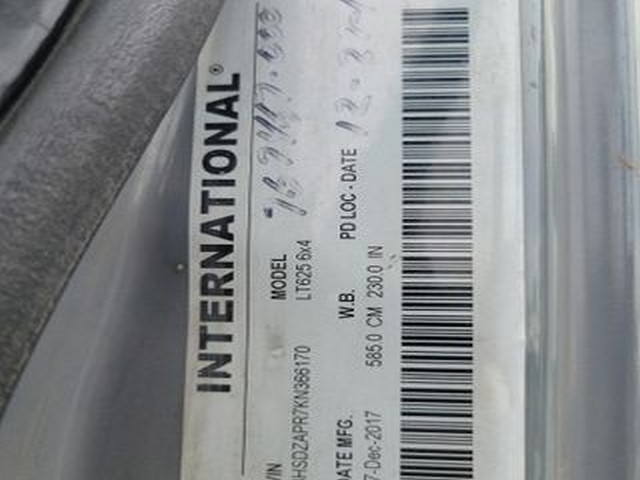 INTERNATIONAL®
MODEL
HSDZAPR7KN366170 LT625 6x4
DATE MFG. W.B. PD LOC - DATE
7-Dec-2017 585.0 CM 230.0 IN